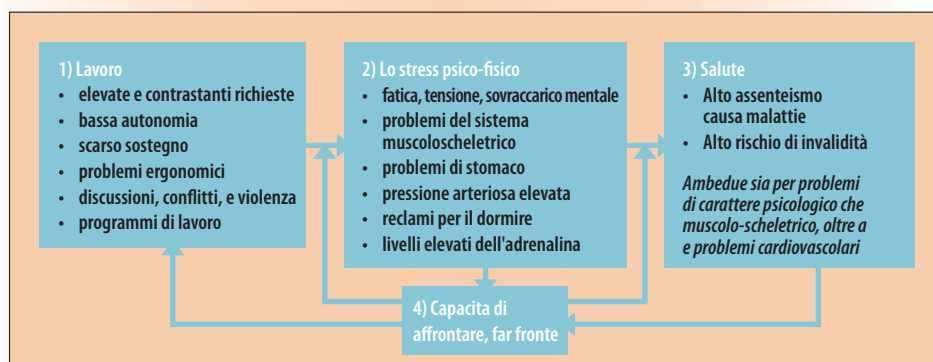 1) Lavoro
• elevate e contrastanti richieste
• bassa autonomia
• scarso sostegno
• problemi ergonomici
• discussioni, conflitti, e violenza
• programmi di lavoro
2) Lo stress psico-fisico
• fatica, tensione, sovraccarico mentale
• problemi del sistema
muscoloscheletrico
• problemi di stomaco
• pressione arteriosa elevata
• reclami per il dormire
• livelli elevati dell'adrenalina
3) Salute
• Alto assenteismo
causa malattie
• Alto rischio di invalidità
Ambedue sia per problemi
di carattere psicologico che
muscolo-scheletrico, oltre a
e problemi cardiovascolari
4) Capacita di
affrontare, far fronte